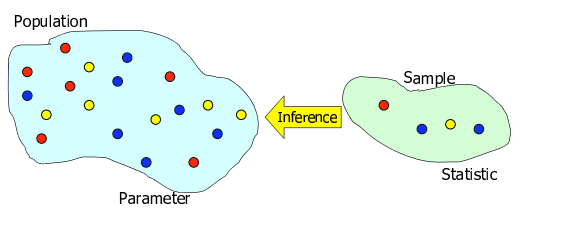 Population
Sample
Inference
Statistic
Parameter